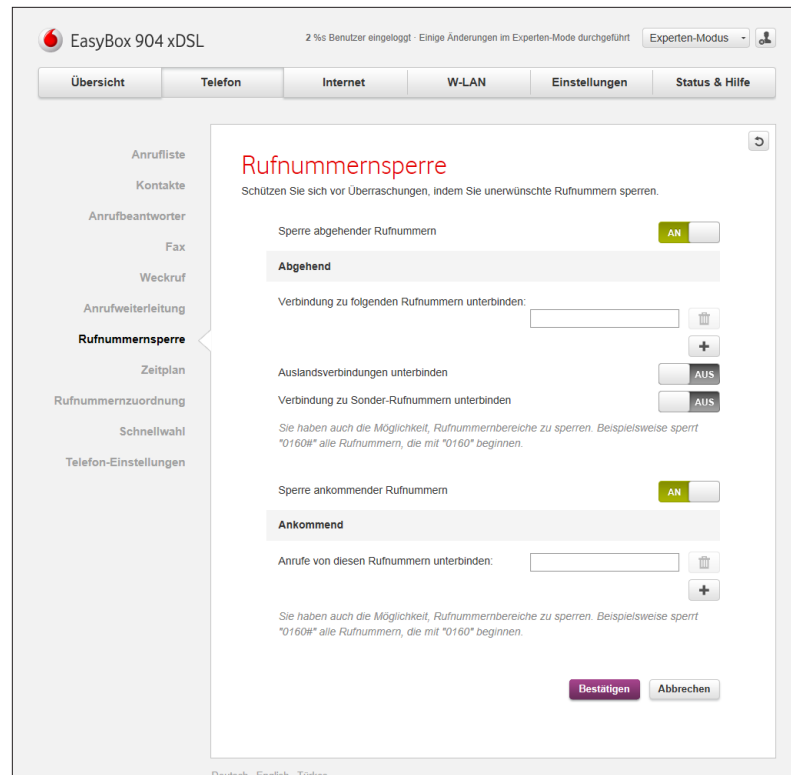 EasyBox 904 xDSL
2 %s Benutzer eingeloggt · Einige Änderungen im Experten-Mode durchgeführt
Experten-Modus
Übersicht
Telefon
Internet
W-LAN
Einstellungen
Status & Hilfe
Anrufliste
Kontakte
Anrufbeantworter
Fax
Weckruf
Anrufweiterleitung
Rufnummernsperre
Zeitplan
Rufnummernzuordnung
Schnellwahl
Telefon-Einstellungen
Rufnummernsperre
Schützen Sie sich vor Überraschungen, indem Sie unerwünschte Rufnummern sperren.
Sperre abgehender Rufnummern
AN
Abgehend
Verbindung zu folgenden Rufnummern unterbinden:
Auslandsverbindungen unterbinden
AUS
Verbindung zu Sonder-Rufnummern unterbinden
AUS
Sie haben auch die Möglichkeit, Rufnummernbereiche zu sperren. Beispielsweise sperrt
"0160#" alle Rufnummern, die mit "0160" beginnen.
Sperre ankommender Rufnummern
AN
Ankommend
Anrufe von diesen Rufnummern unterbinden:
Sie haben auch die Möglichkeit, Rufnummernbereiche zu sperren. Beispielsweise sperrt
"0160#" alle Rufnummern, die mit "0160" beginnen.
Bestätigen
Abbrechen
Deutsch English